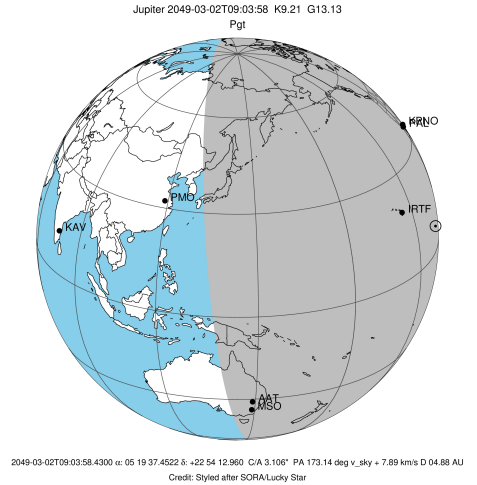 Jupiter 2049-03-02T09:03:58  K9.21  G13.13
Pgt
KRNO
PAL
PMO
IRTF
KAV
AAT
MSO
2049-03-02T09:03:58.4300 α: 05 19 37.4522 δ: +22 54 12.960  C/A 3.106"  PA 173.14 deg v_sky + 7.89 km/s D 04.88 AU
Credit: Styled after SORA/Lucky Star